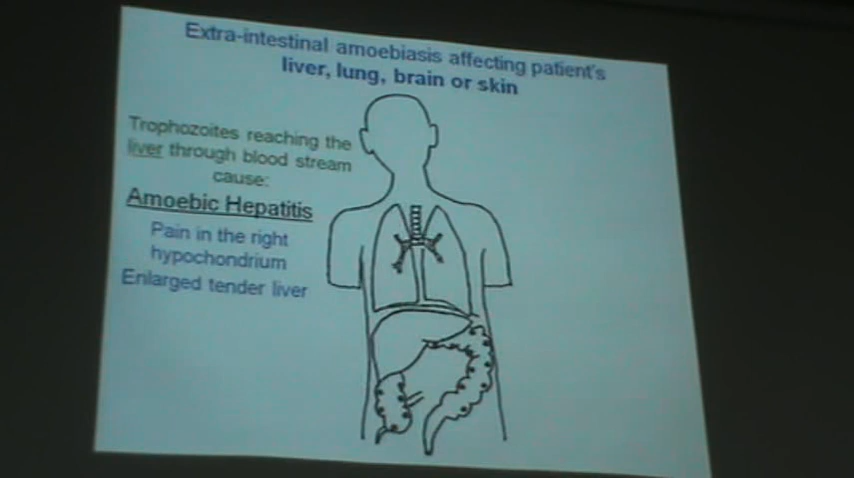 Extra-intestinal amoebiasis affecting patient's
liver, lung, brain or skin
Trophozoites reaching the
liver through blood stream
cause:
Amoebic Hepatitis
Pain in the right
hypochondrium
Enlarged tender liver